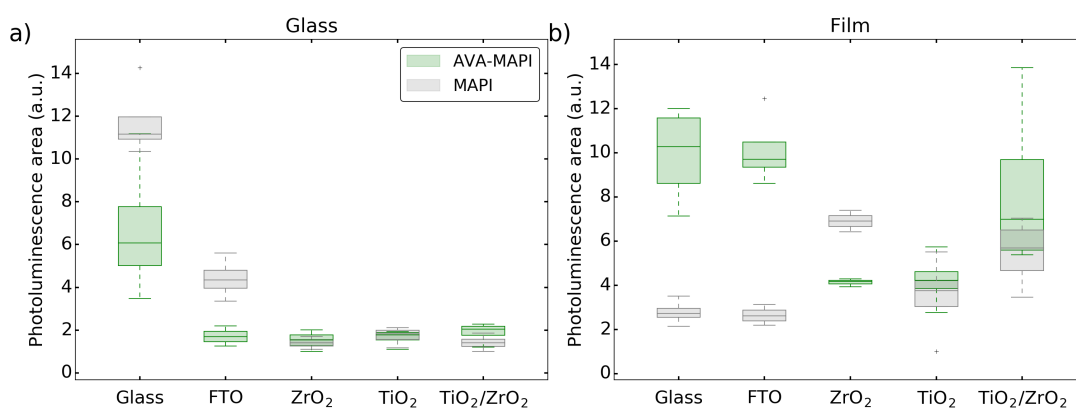 a)
Glass
Photoluminescence area (a.u.)
14
12
10
8
6
4
2
0
AVA-MAPI
MAPI
Glass FTO ZrO₂ TiO₂ TiO₂/ZrO₂
b)
Film
Photoluminescence area (a.u.)
14
12
10
8
6
4
2
0
Glass FTO ZrO₂ TiO₂ TiO₂/ZrO₂